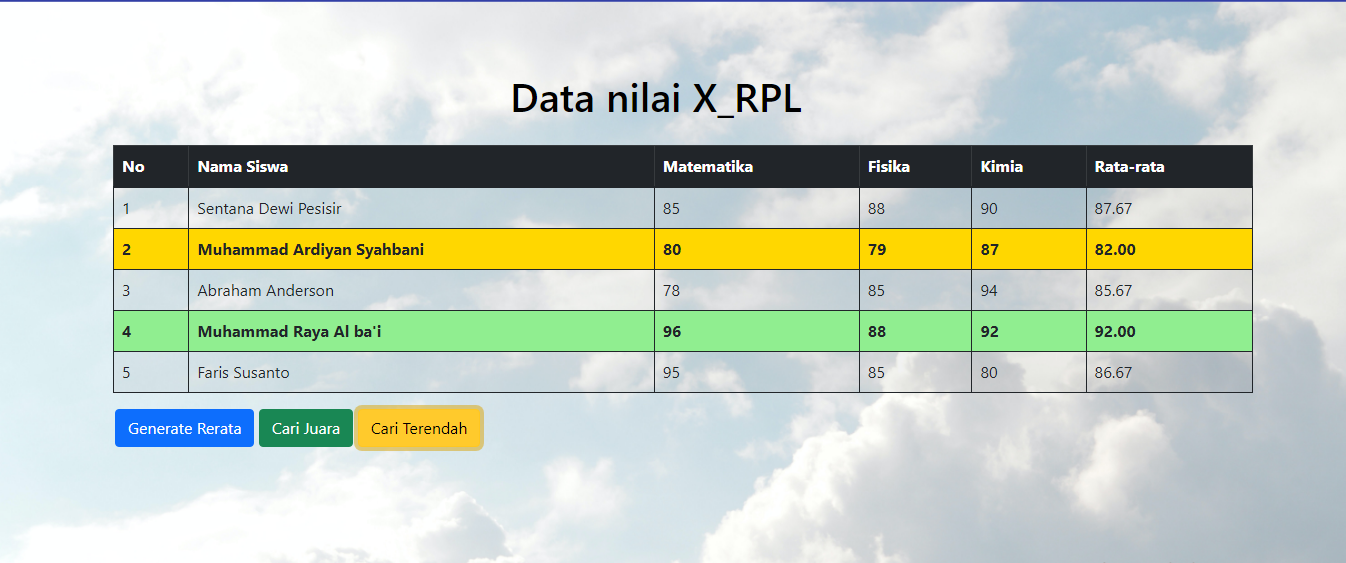 Data nilai X_RPL
No Nama Siswa Matematika Fisika Kimia Rata-rata
1 Sentana Dewi Pesisir 85 88 90 87.67
2 Muhammad Ardiyan Syahbani 80 79 87 82.00
3 Abraham Anderson 78 85 94 85.67
4 Muhammad Raya Al ba'i 96 88 92 92.00
5 Faris Susanto 95 85 80 86.67
Generate Rerata Cari Juara Cari Terendah